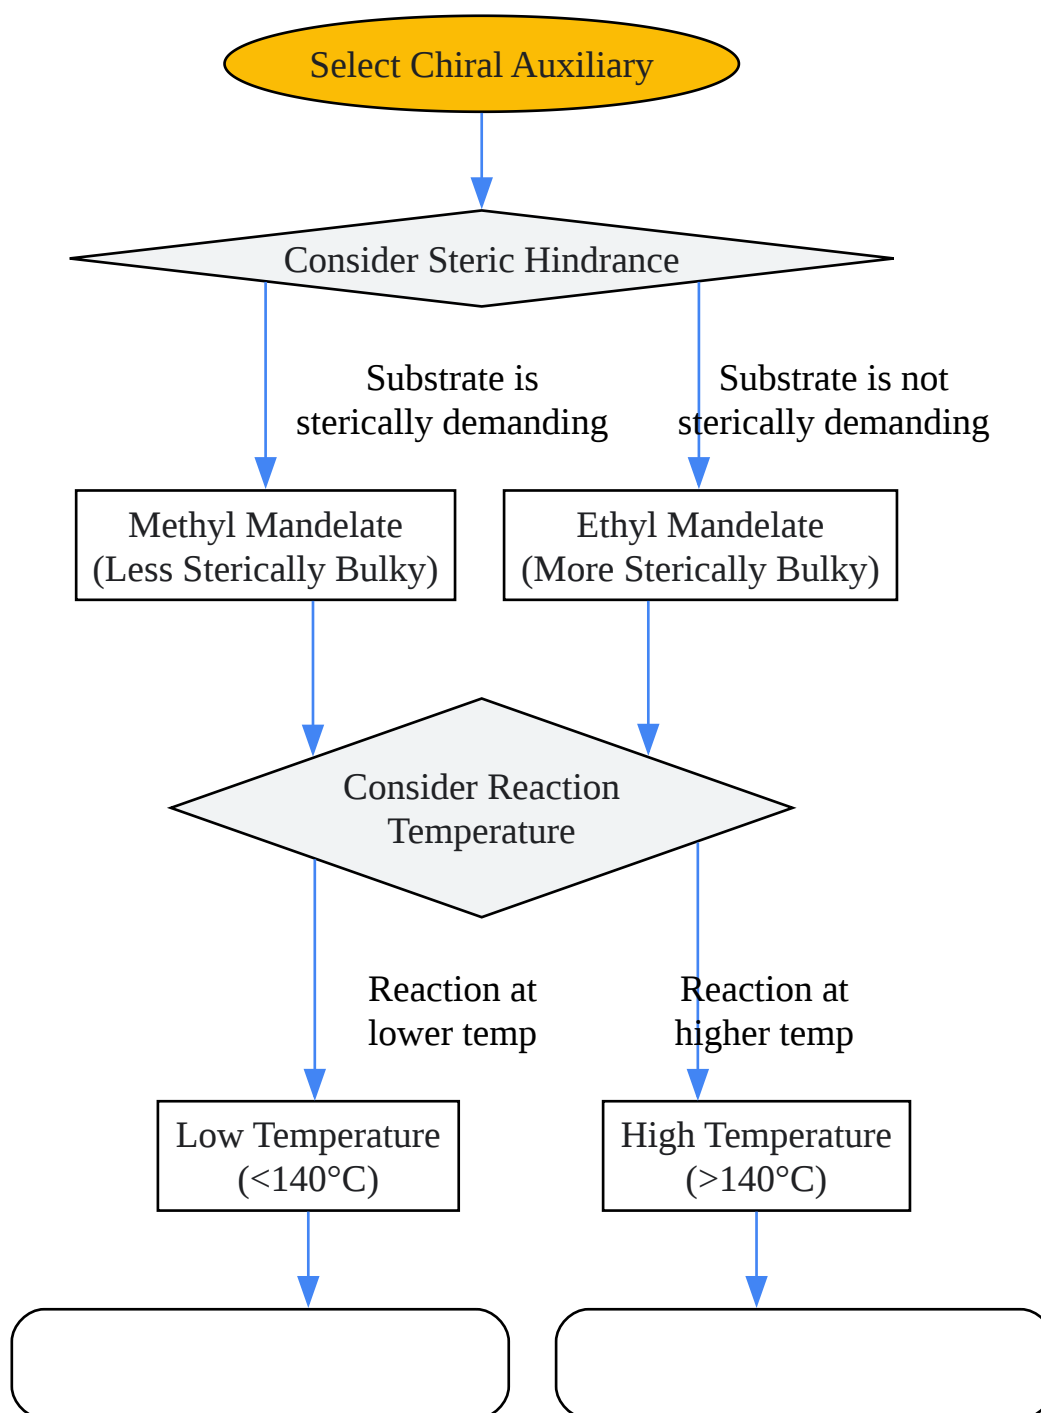 Select Chiral Auxiliary
Consider Steric Hindrance
Substrate is
sterically demanding
Substrate is not
sterically demanding
Methyl Mandelate
(Less Sterically Bulky)
Ethyl Mandelate
(More Sterically Bulky)
Consider Reaction
Temperature
Reaction at
lower temp
Reaction at
higher temp
Low Temperature
(<140°C)
High Temperature
(>140°C)